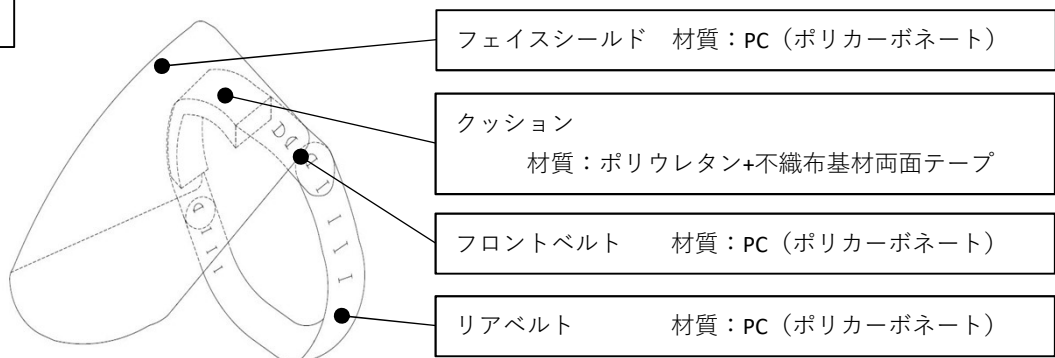 フェイスシールド　材質：PC（ポリカーボネート）
クッション
材質：ポリウレタン+不織布基材両面テープ
フロントベルト　材質：PC（ポリカーボネート）
リアベルト　材質：PC（ポリカーボネート）